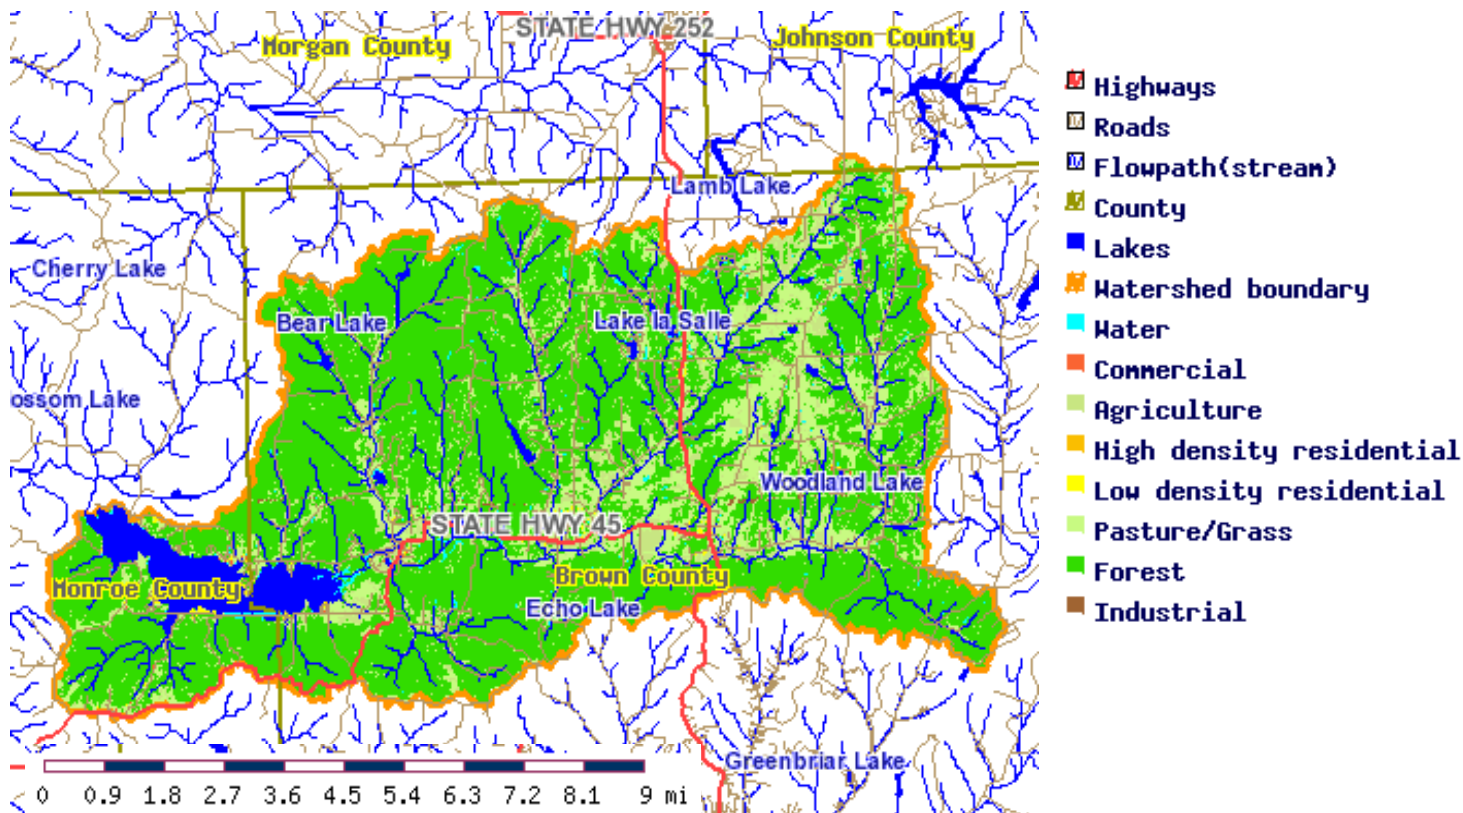 STATE HWY 252
Morgan County
Johnson County
Lamb Lake
Cherry Lake
Bear Lake
Lake la Salle
ossom Lake
Woodland Lake
STATE HWY 45
Monroe County
Brown County
Echo Lake
Greenbriar Lake
0 0.9 1.8 2.7 3.6 4.5 5.4 6.3 7.2 8.1 9 mi
Highways
Roads
Flowpath(stream)
County
Lakes
Watershed boundary
Water
Commercial
Agriculture
High density residential
Low density residential
Pasture/Grass
Forest
Industrial